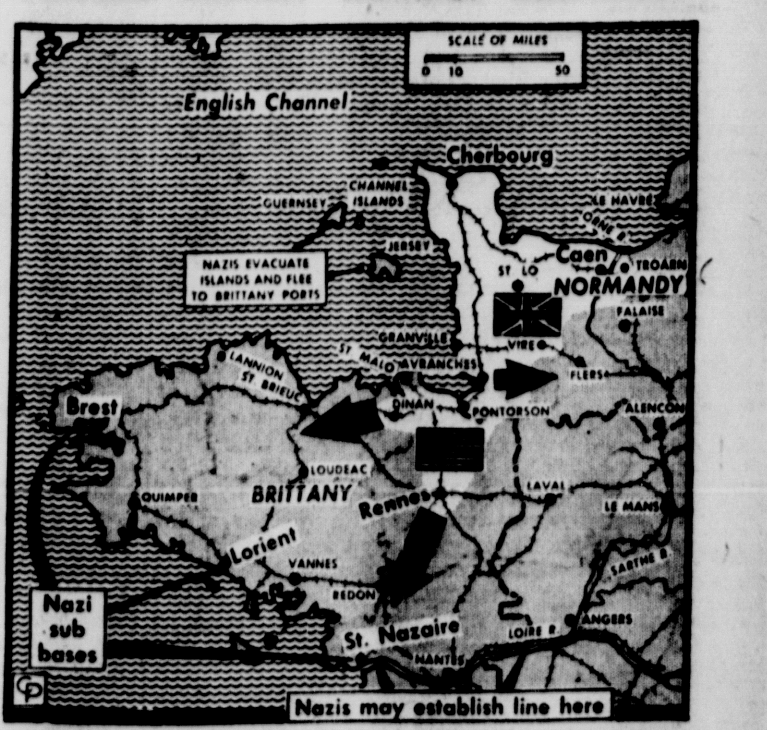 SCALE OF MILES
0 10 50
English Channel
Cherbourg
CHANNEL
ISLANDS
GUERNSEY
LE HAVRE
ORNE R.
JERSEY
Caen
TROARN
NAZIS EVACUATE
ISLANDS AND FLEE
TO BRITTANY PORTS
ST LO
NORMANDY
FALAISE
GRANVILLE
VIRE
ST MALO
AVRANCHES
FLERS
LANNION
ST BRIEUC
Brest
DINAN
PONTORSON
ALENCON
LOUDEAC
BRITTANY
QUIMPER
Rennes
LAVAL
LE MANS
Lorient
SARTHE R.
VANNES
REDON
Nazi
sub
bases
St. Nazaire
LOIRE R.
ANGERS
NANTES
CP
Nazis may establish line here